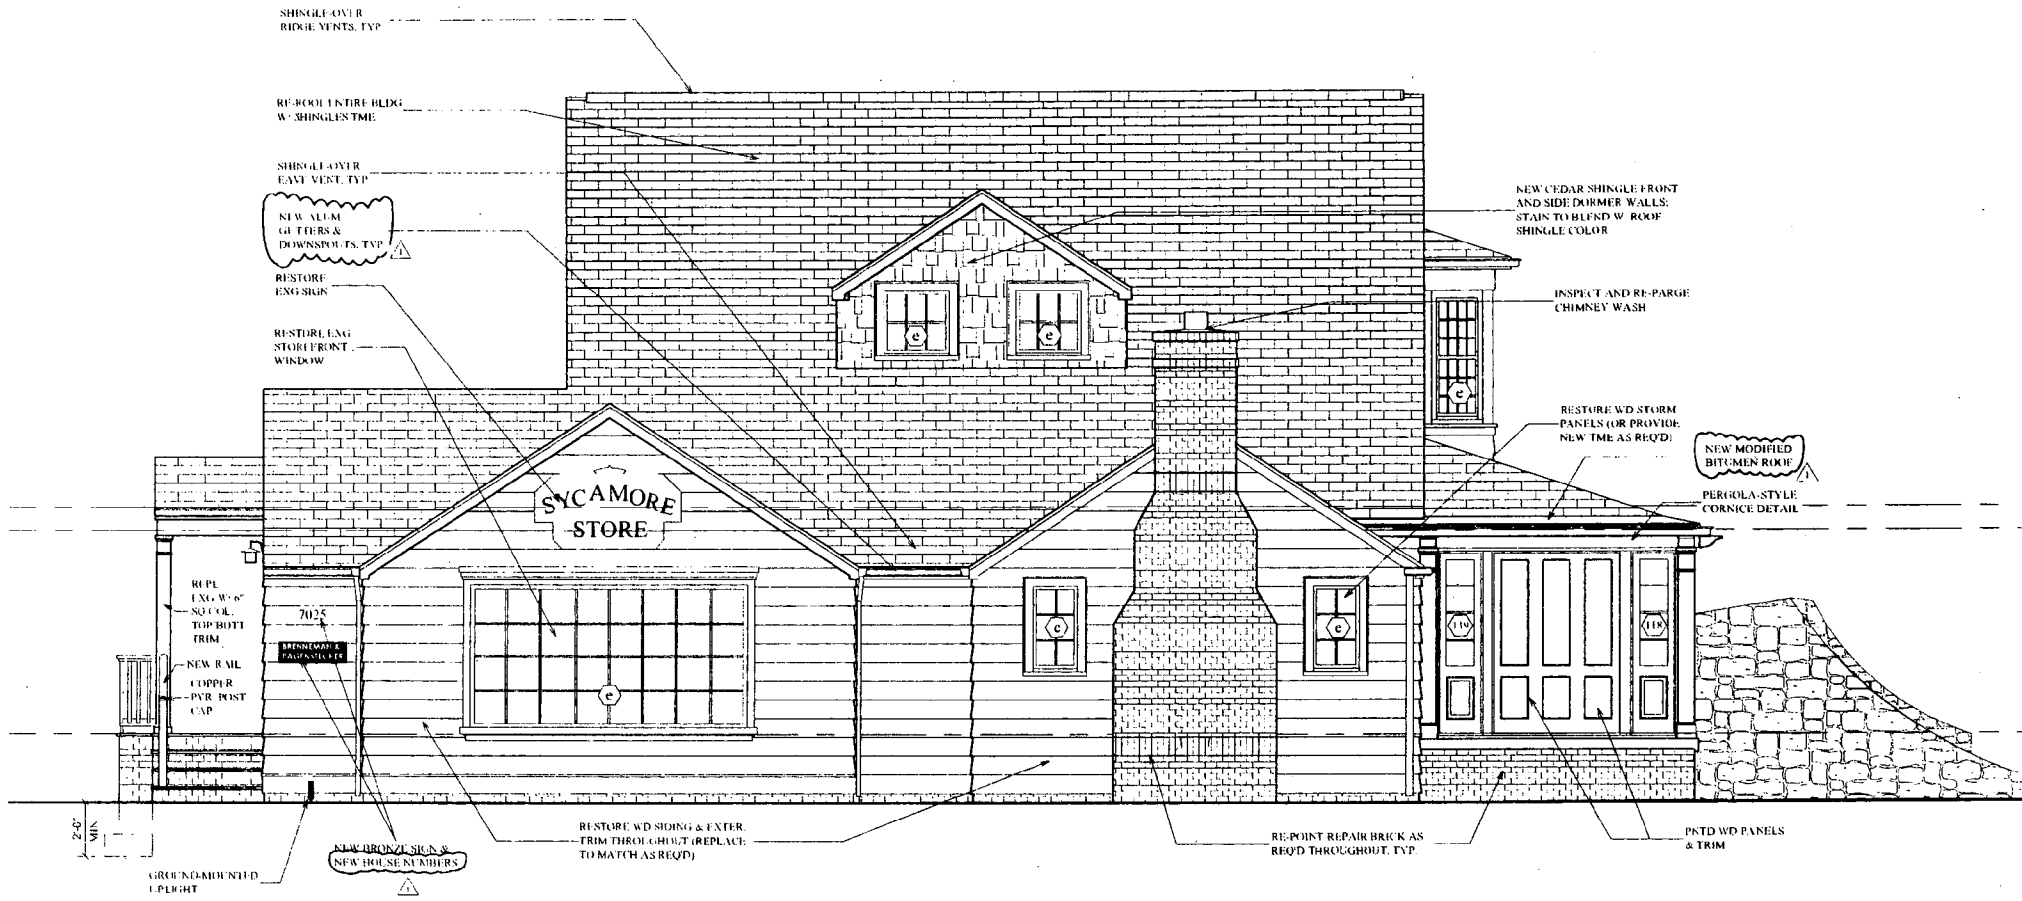 SHINGLE-OVER
RIDGE VENTS, TYP
RE-ROOF ENTIRE BLDG
W/ SHINGLES TME
SHINGLE-OVER
EAVE VENT, TYP
NEW ALUM
GUTTERS &
DOWNSPOUTS, TYP
RESTORE
EXG SIGN
RESTORE EXG
STOREFRONT
WINDOW
NEW CEDAR SHINGLE FRONT
AND SIDE DORMER WALLS;
STAIN TO BLEND W/ ROOF
SHINGLE COLOR
INSPECT AND RE-PARGE
CHIMNEY WASH
RESTORE WD STORM
PANELS (OR PROVIDE
NEW TME AS REQ'D)
NEW MODIFIED
BITUMEN ROOF
PERGOLA-STYLE
CORNICE DETAIL
e
e
e
SYCAMORE
STORE
REPL
EXG W/ 6"
SQ COL,
TOP BOTT
TRIM
NEW RAIL
COPPER
PYR POST
CAP
7025
BRENNEMAN &
PAGENSTECKER
e
e
e
119
118
2'-0"
MIN
NEW BRONZE SIGN &
NEW HOUSE NUMBERS
GROUND-MOUNTED
UPLIGHT
RESTORE WD SIDING & EXTER.
TRIM THROUGHOUT (REPLACE
TO MATCH AS REQ'D)
RE-POINT REPAIR BRICK AS
REQ'D THROUGHOUT, TYP.
PNTD WD PANELS
& TRIM